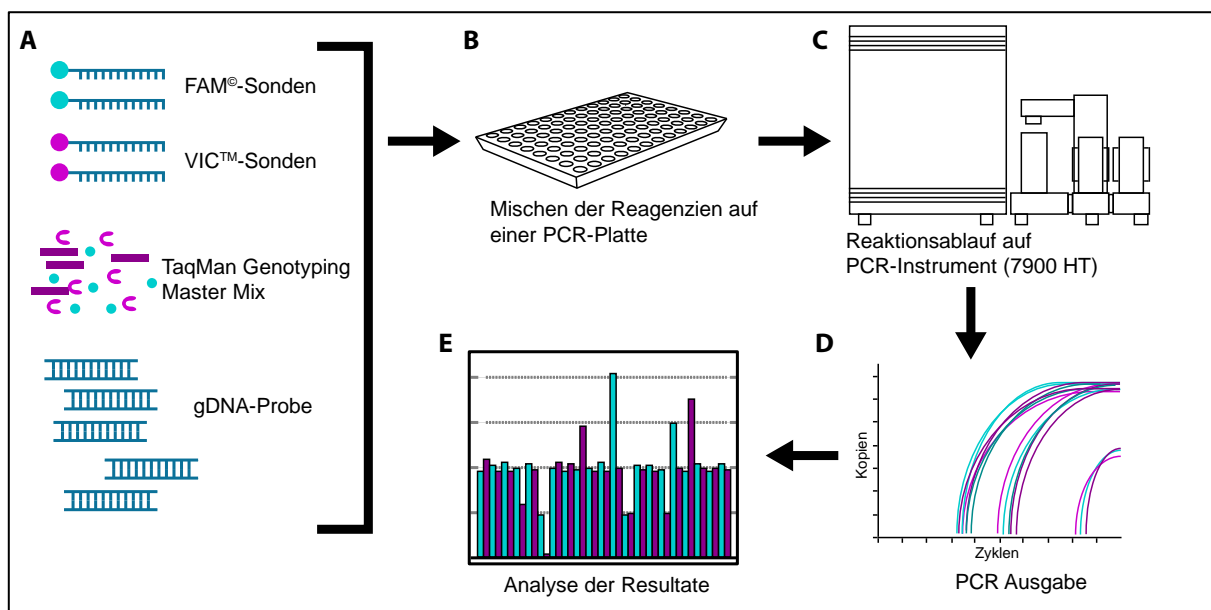 A
FAM©-Sonden
VIC™-Sonden
TaqMan Genotyping
Master Mix
gDNA-Probe
B
Mischen der Reagenzien auf
einer PCR-Platte
C
Reaktionsablauf auf
PCR-Instrument (7900 HT)
D
Kopien
Zyklen
PCR Ausgabe
E
Analyse der Resultate